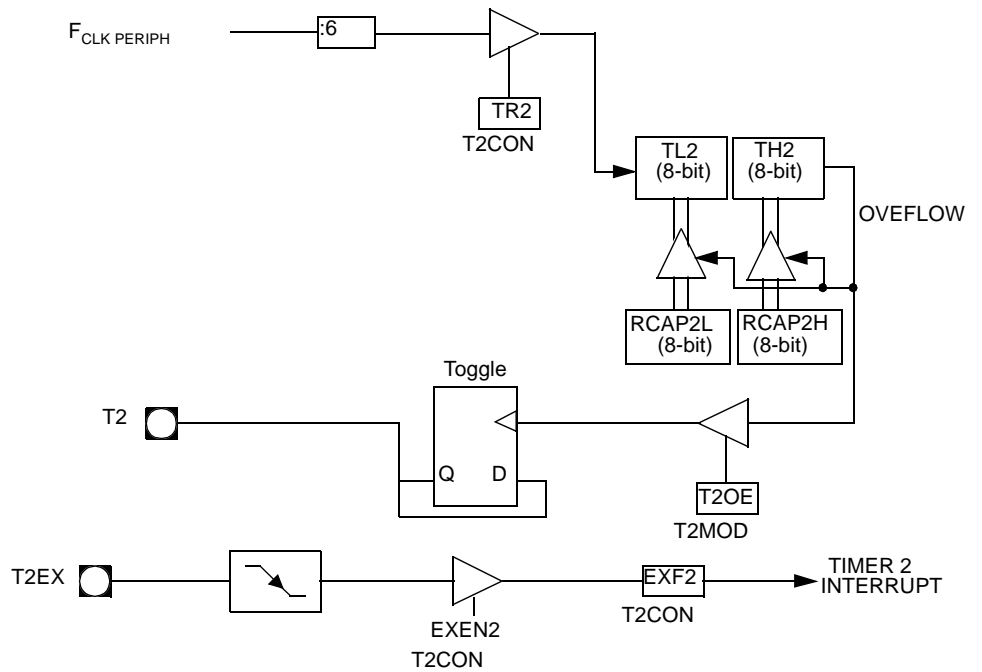 FCLK PERIPH
:6
TR2
T2CON
TL2
(8-bit)
TH2
(8-bit)
OVEFLOW
RCAP2L
(8-bit)
RCAP2H
(8-bit)
Toggle
T2
Q D
T2OE
T2MOD
T2EX
EXEN2
T2CON
EXF2
T2CON
TIMER 2
INTERRUPT